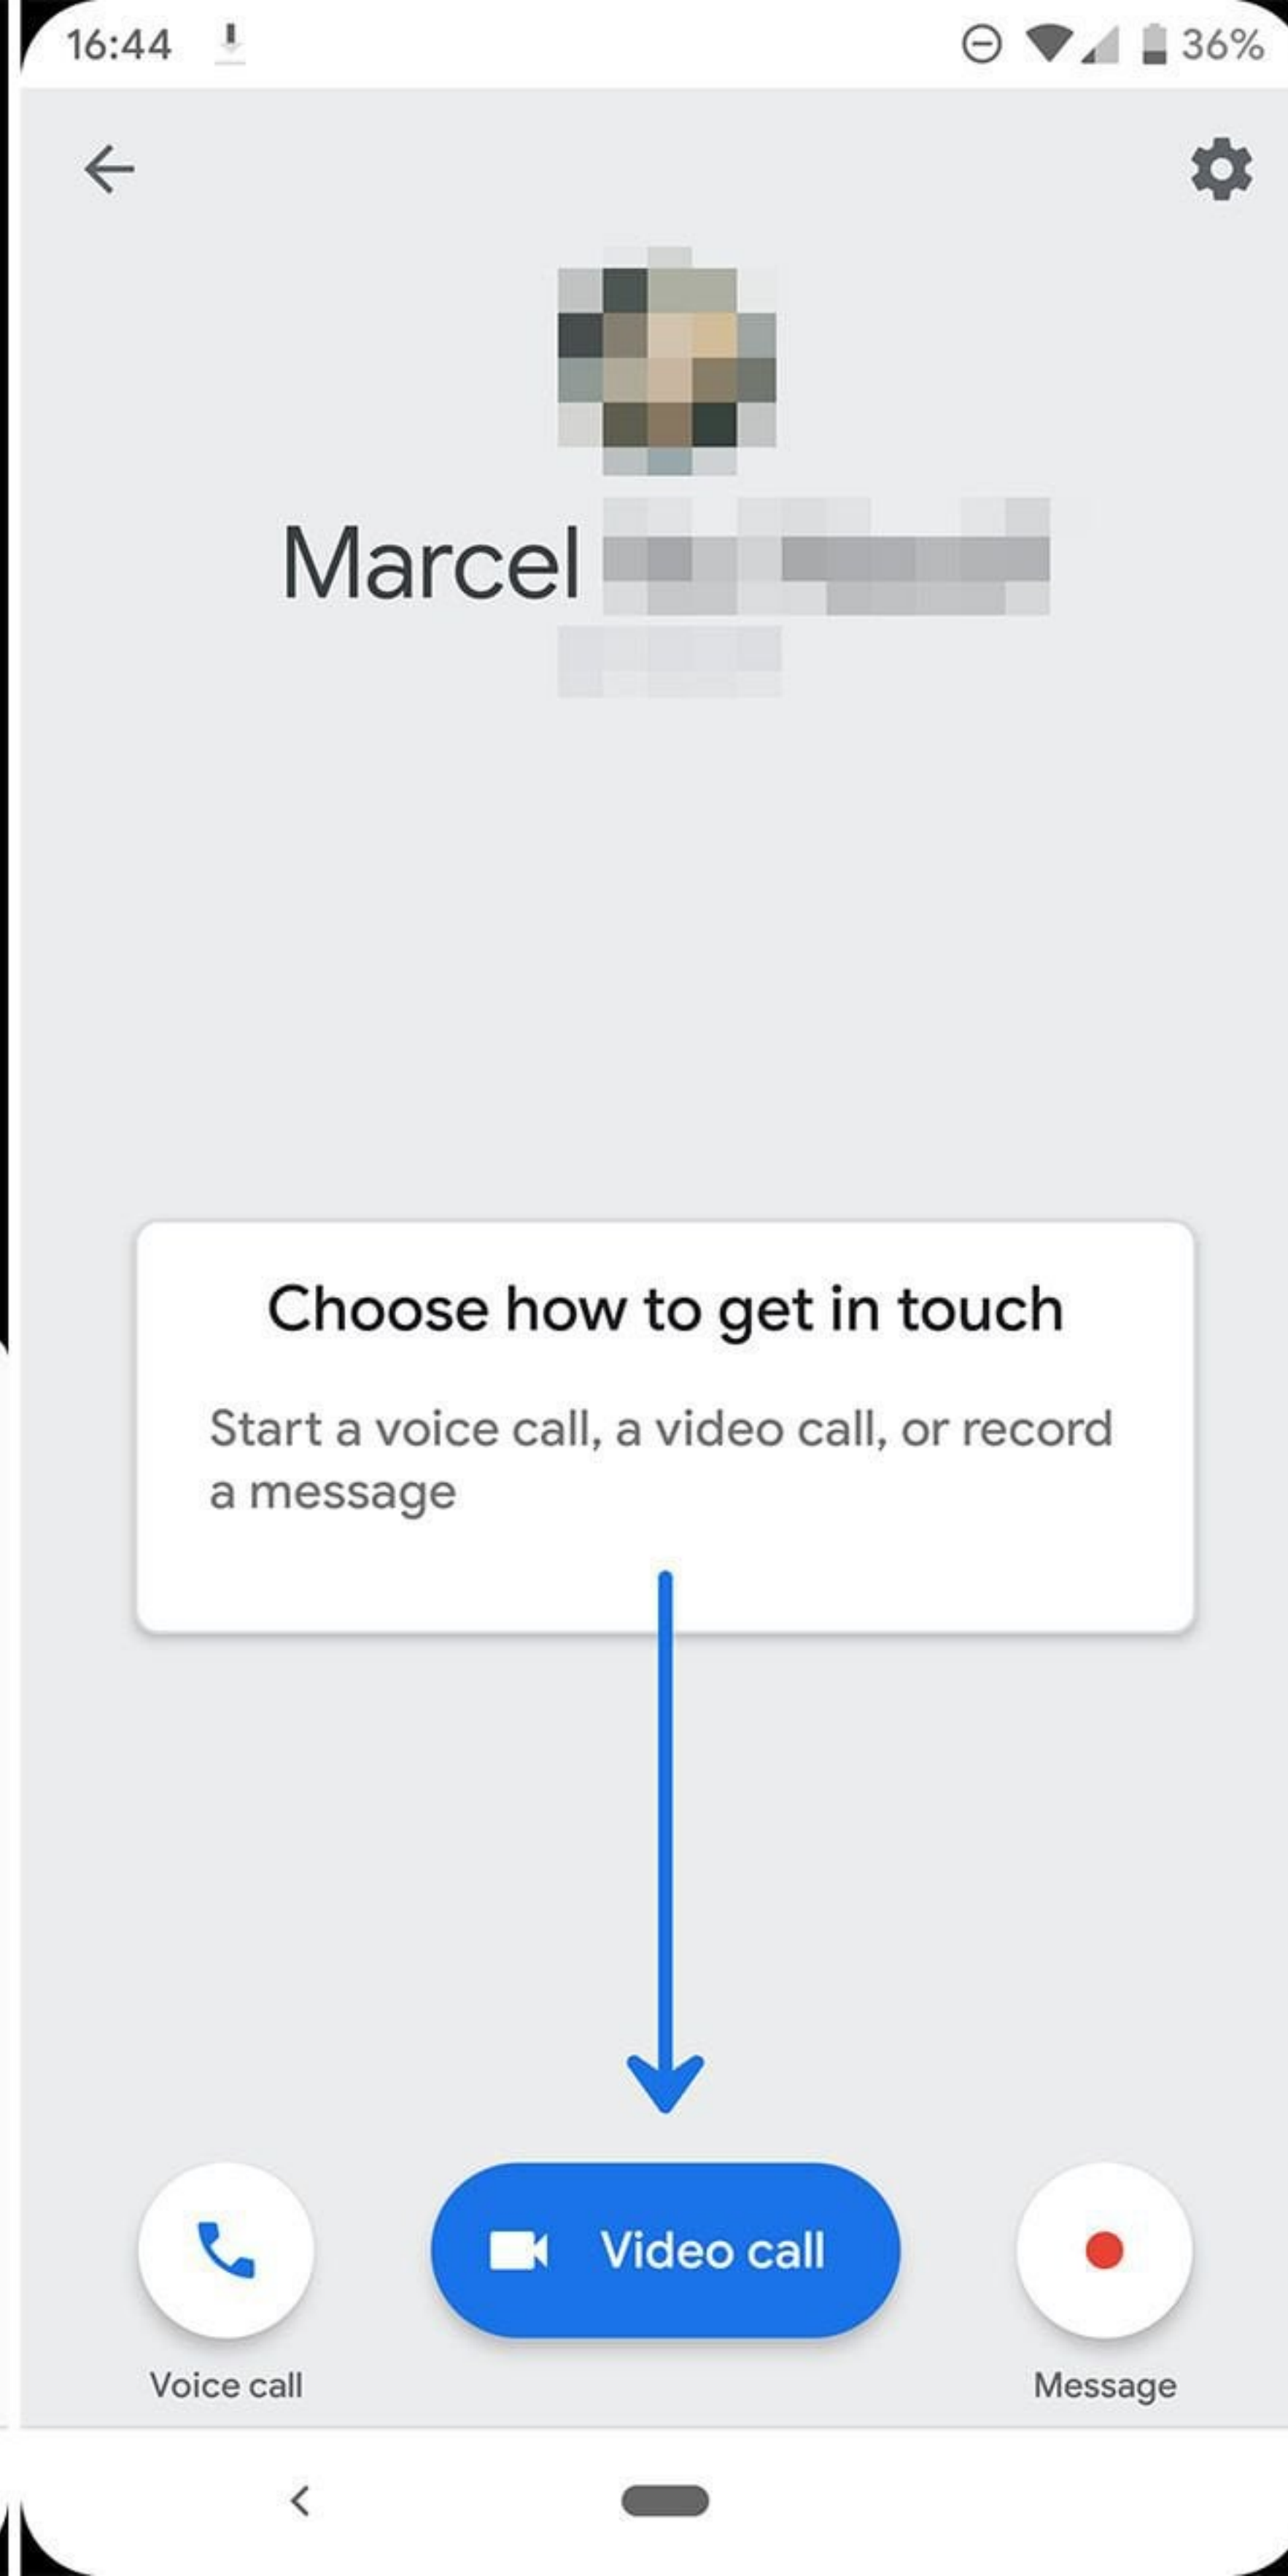 16:44
36%
Marcel
Choose how to get in touch
Start a voice call, a video call, or record
a message
Video call
Voice call
Message